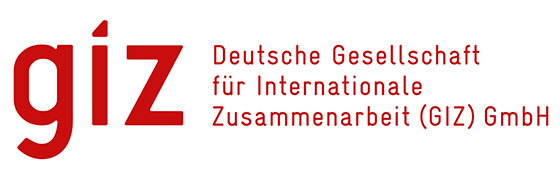 giz
Deutsche Gesellschaft
für Internationale
Zusammenarbeit (GIZ) GmbH